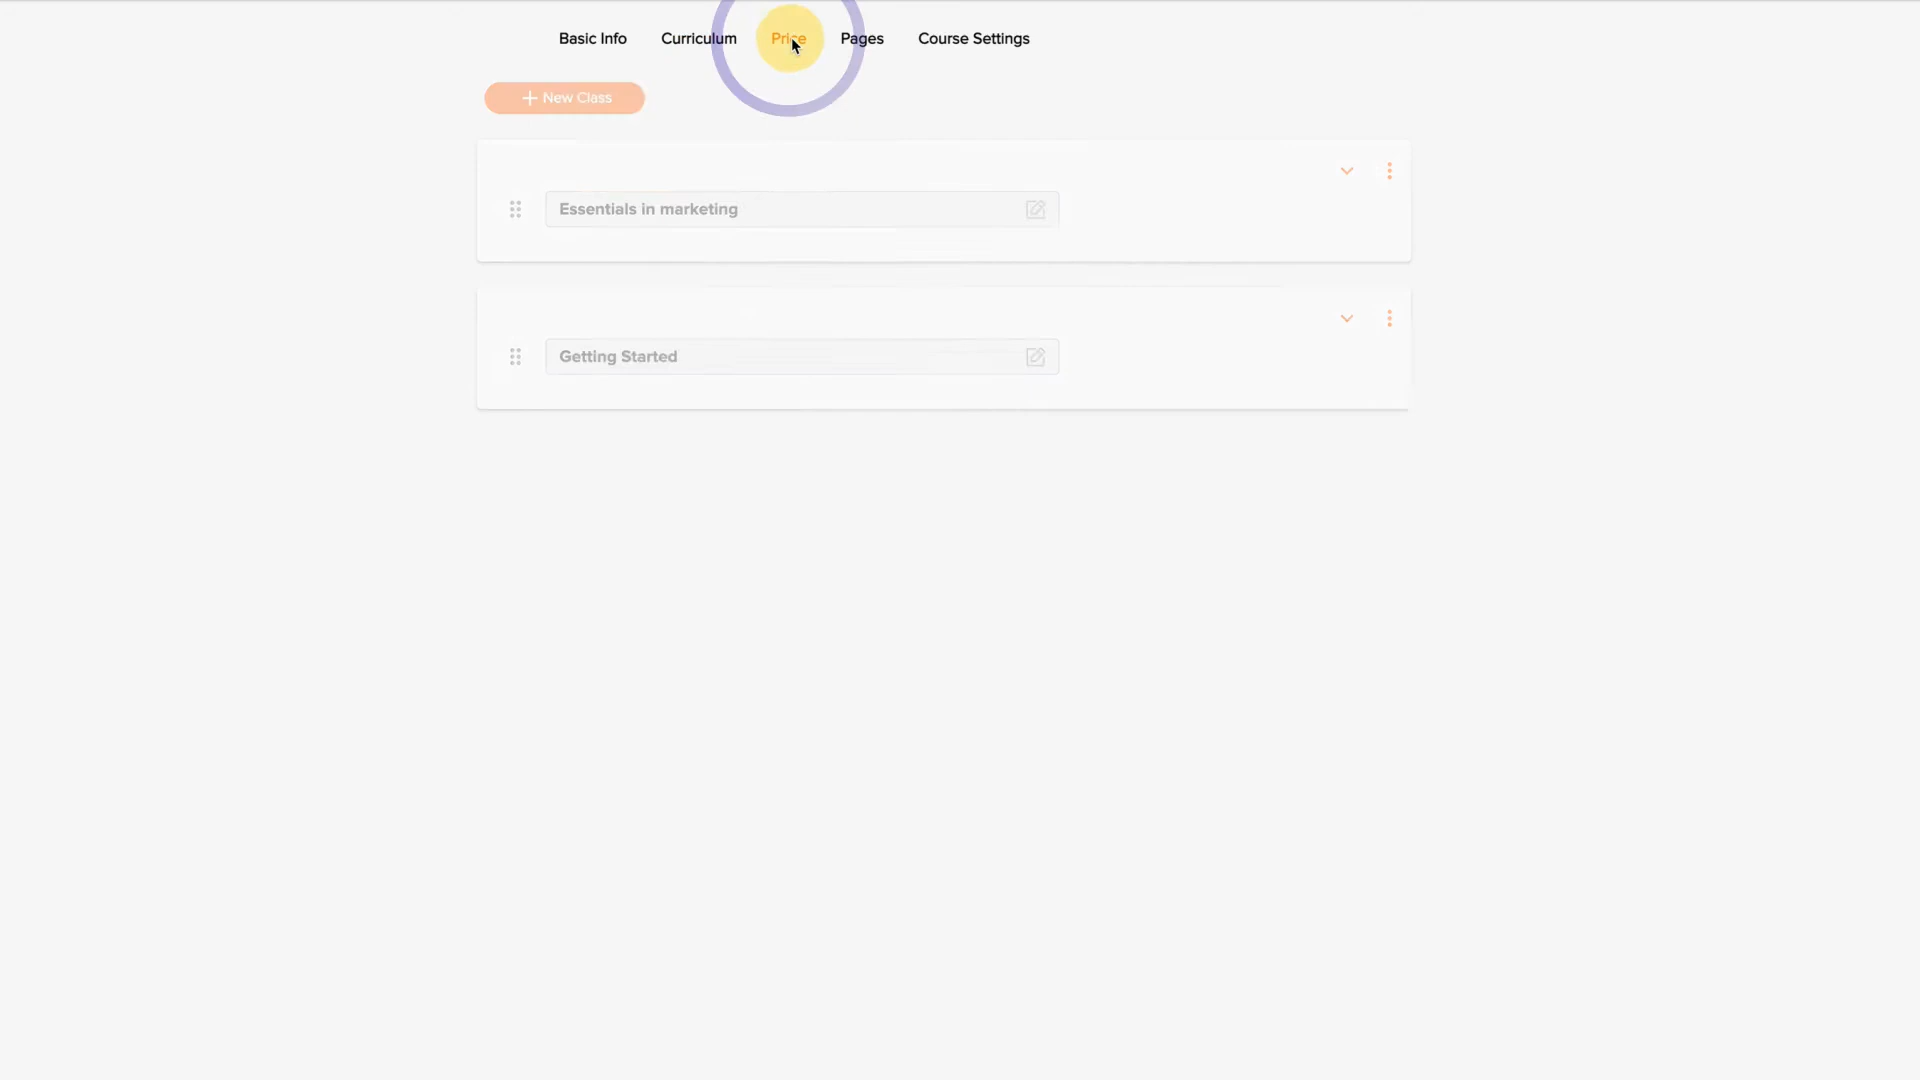 Basic Info Curriculum Price Pages Course Settings
New Class
Essentials in marketing
Getting Started